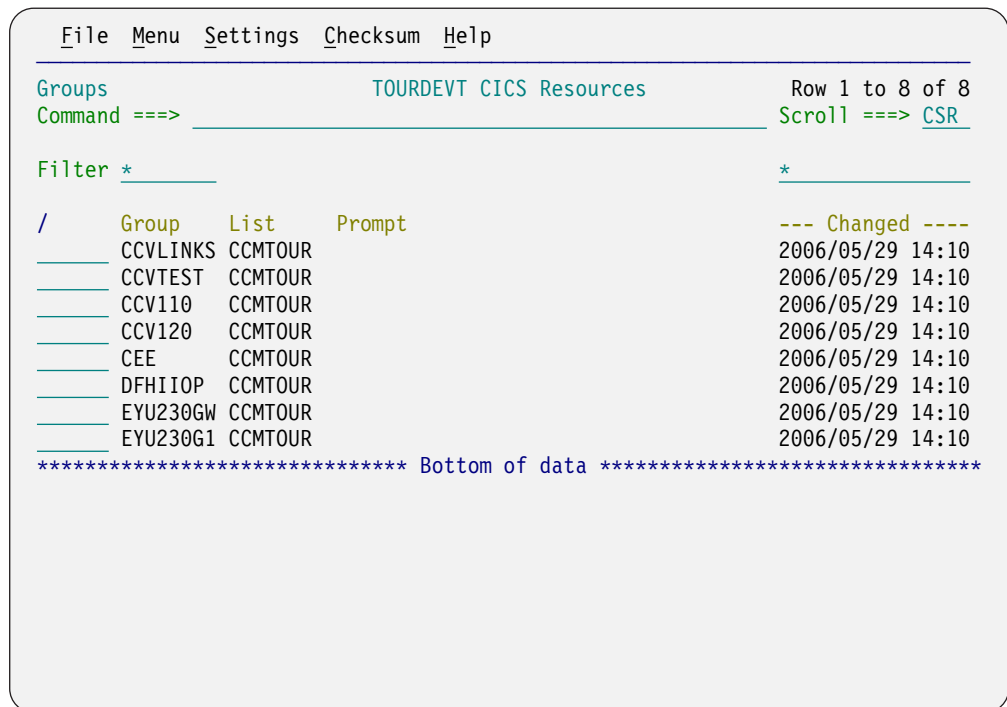 File Menu Settings Checksum Help
Groups TOURDEVT CICS Resources Row 1 to 8 of 8
Command ===> Scroll ===> CSR
Filter * *
/ Group List Prompt --- Changed ----
CCVLINKS CCMTOUR 2006/05/29 14:10
CCVTEST CCMTOUR 2006/05/29 14:10
CCV110 CCMTOUR 2006/05/29 14:10
CCV120 CCMTOUR 2006/05/29 14:10
CEE CCMTOUR 2006/05/29 14:10
DFHIIOP CCMTOUR 2006/05/29 14:10
EYU230GW CCMTOUR 2006/05/29 14:10
EYU230G1 CCMTOUR 2006/05/29 14:10
******************************* Bottom of data ********************************